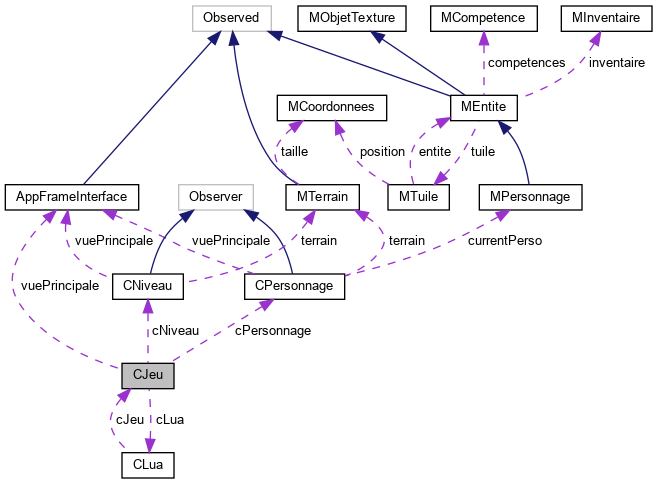 Observed
MObjetTexture
MCompetence
MInventaire
competences
inventaire
MCoordonnees
MEntite
taille
position
entite
tuile
AppFrameInterface
Observer
MTerrain
MTuile
MPersonnage
vuePrincipale
vuePrincipale
terrain
terrain
currentPerso
vuePrincipale
CNiveau
CPersonnage
cNiveau
cPersonnage
CJeu
cJeu
cLua
CLua